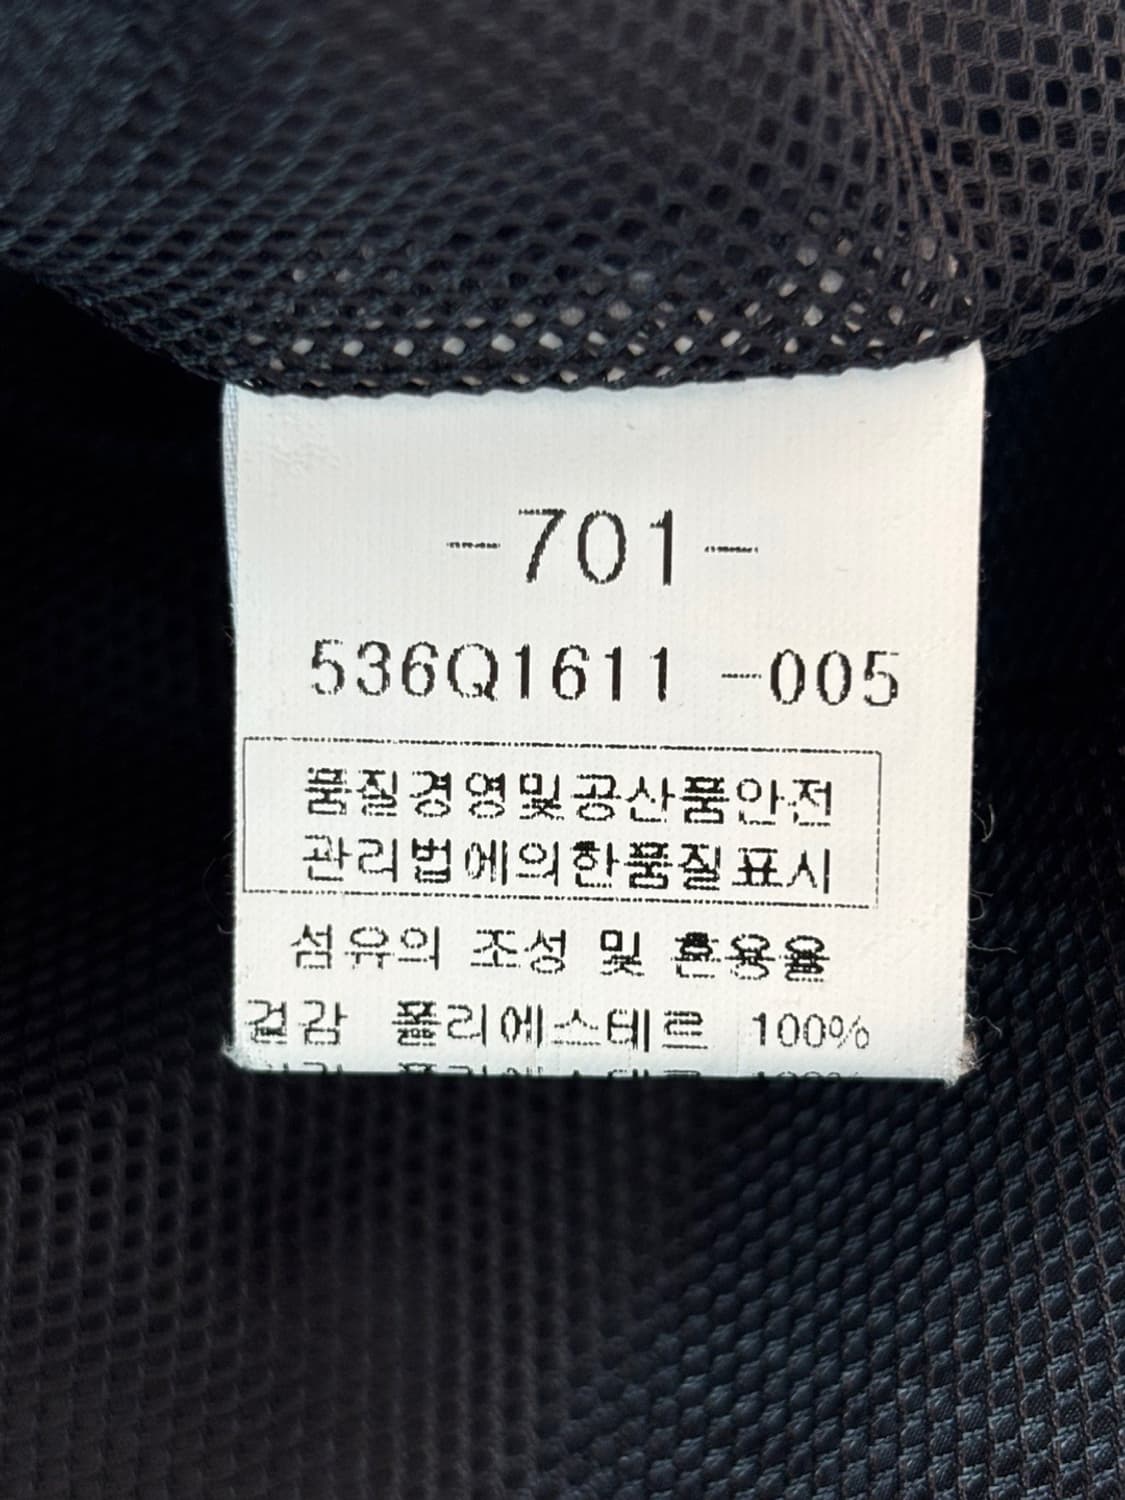 -701-
536Q1611 -005
품질경영및공산품안전
관리법에의한품질표시
섬유의 조성 및 혼용율
겉감 폴리에스테르 100%